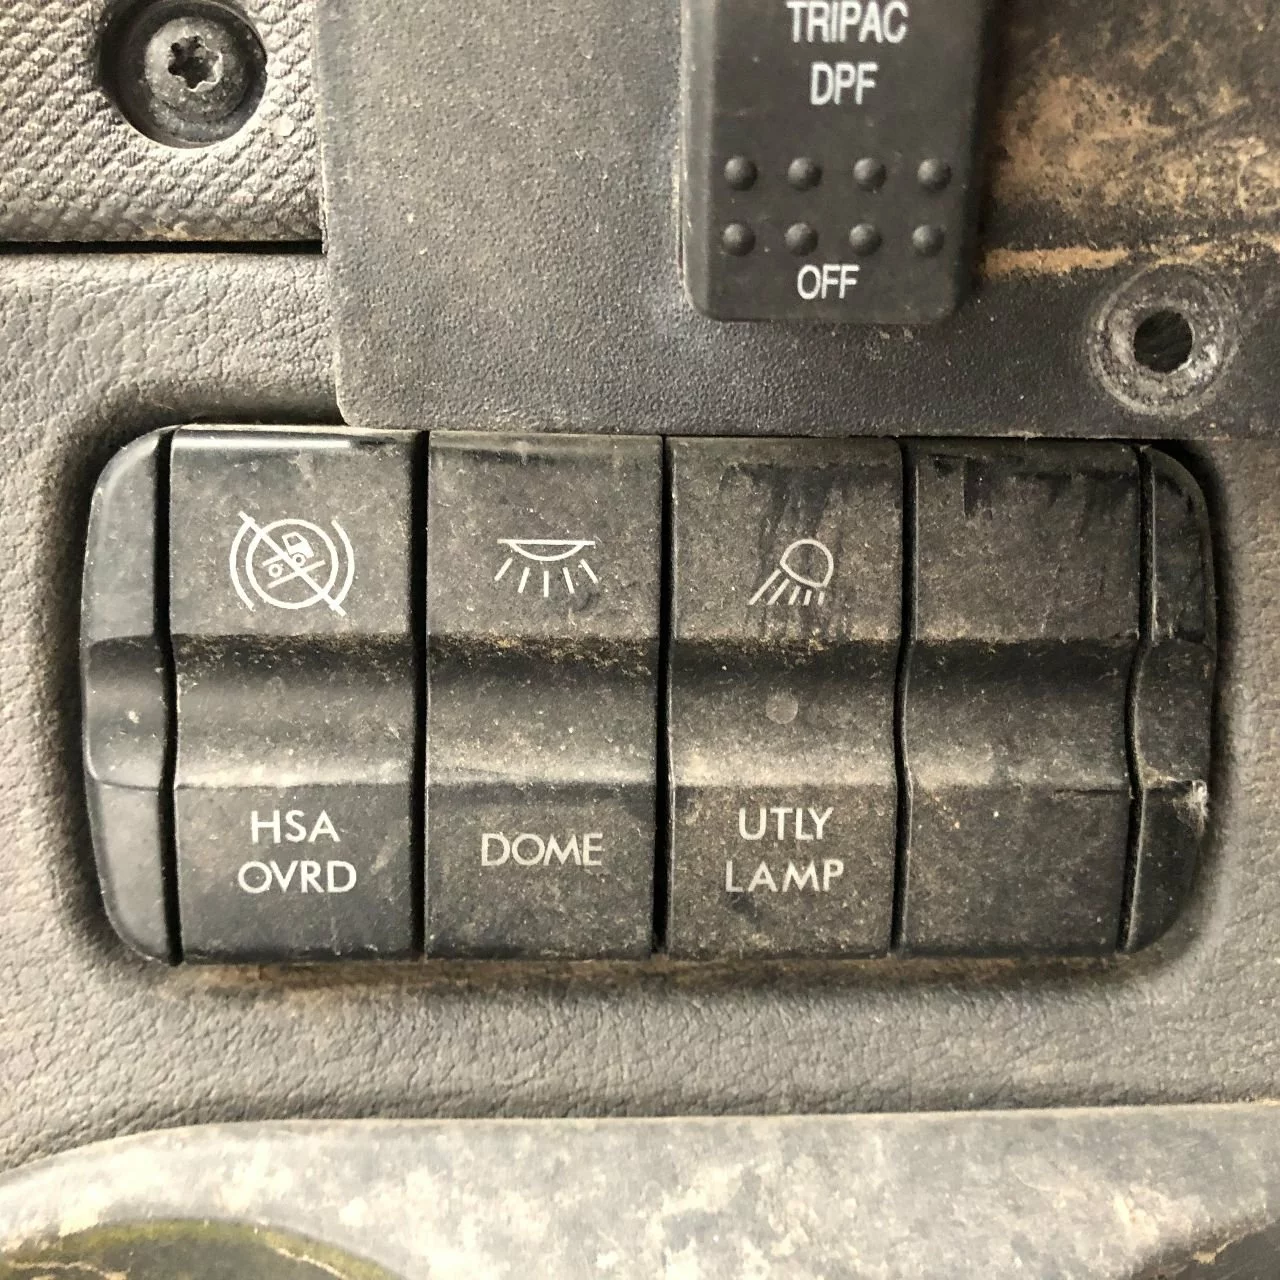 TRIPAC
DPF
OFF
HSA
OVRD
DOME
UTLY
LAMP